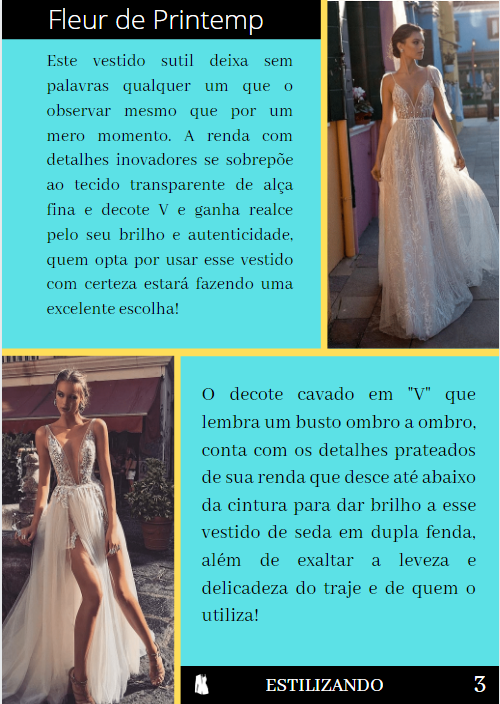 Fleur de Printemp
Este vestido sutil deixa sem
palavras qualquer um que o
observar mesmo que por um
mero momento. A renda com
detalhes inovadores se sobrepõe
ao tecido transparente de alça
fina e decote V e ganha realce
pelo seu brilho e autenticidade,
quem opta por usar esse vestido
com certeza estará fazendo uma
excelente escolha!
O decote cavado em "V" que
lembra um busto ombro a ombro,
conta com os detalhes prateados
de sua renda que desce até abaixo
da cintura para dar brilho a esse
vestido de seda em dupla fenda,
além de exaltar a leveza e
delicadeza do traje e de quem o
utiliza!
ESTILIZANDO 3